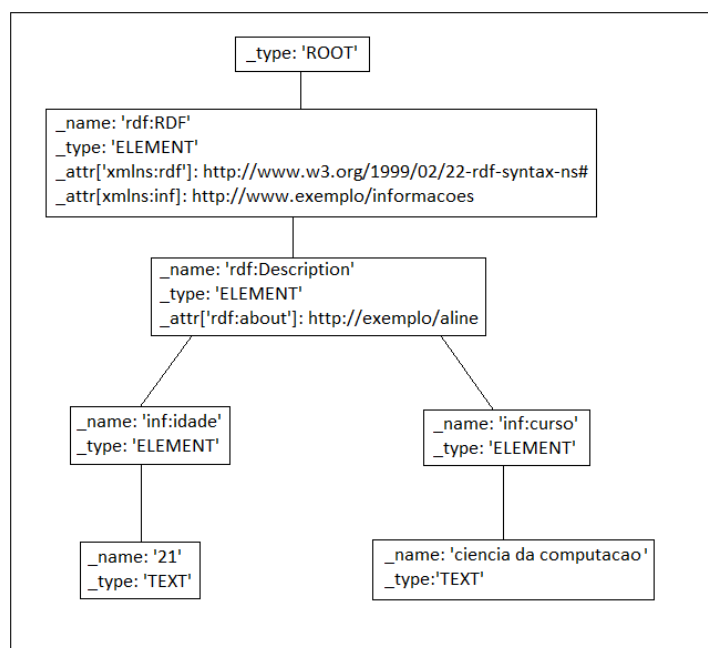 _type: 'ROOT'
_name: 'rdf:RDF'
_type: 'ELEMENT'
_attr['xmlns:rdf']: http://www.w3.org/1999/02/22-rdf-syntax-ns#
_attr[xmlns:inf]: http://www.exemplo/informacoes
_name: 'rdf:Description'
_type: 'ELEMENT'
_attr['rdf:about']: http://exemplo/aline
_name: 'inf:idade'
_type: 'ELEMENT'
_name: 'inf:curso'
_type: 'ELEMENT'
_name: '21'
_type: 'TEXT'
_name: 'ciencia da computacao'
_type:'TEXT'